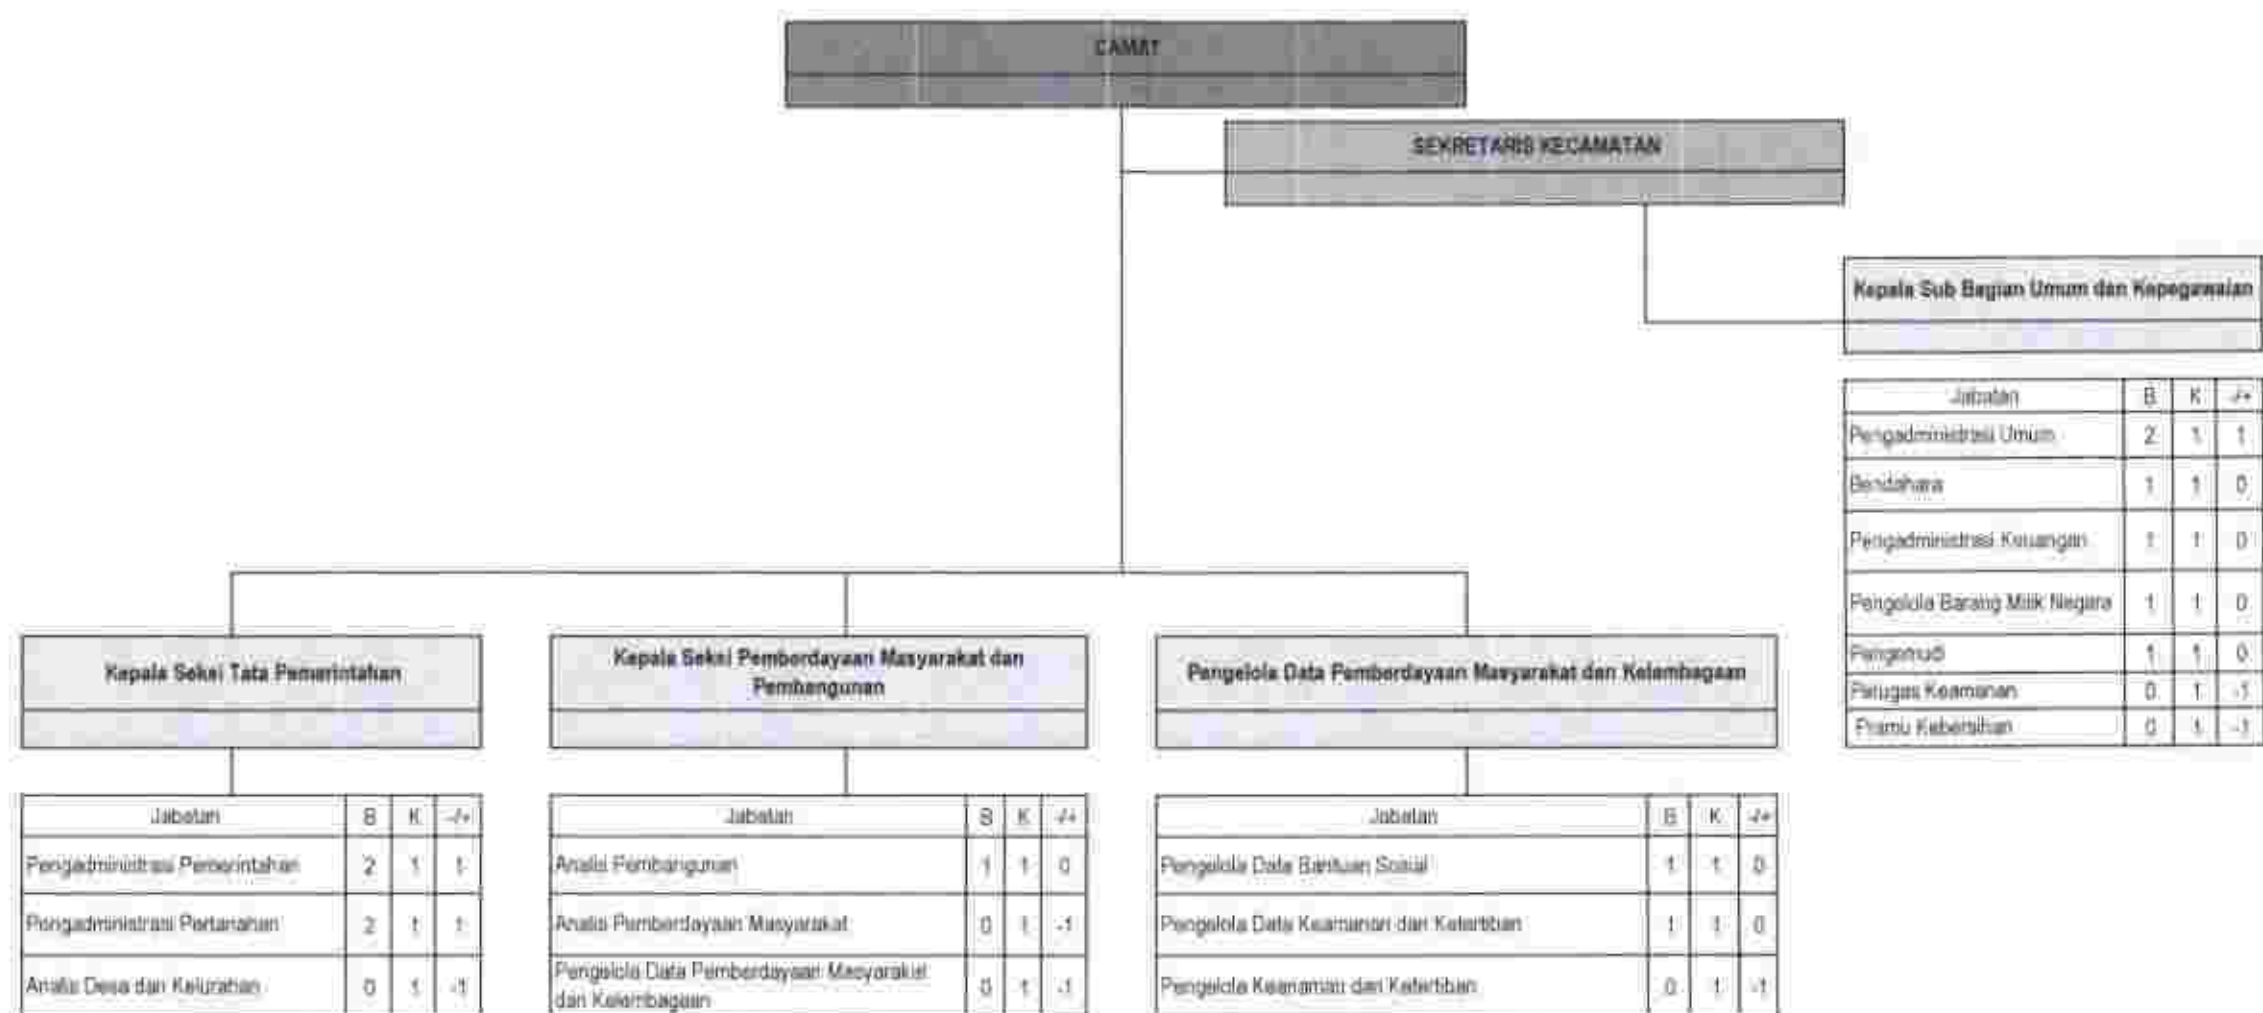 CAMAT
SEKRETARIS KECAMATAN
Kepala Sub Bagian Umum dan Kepegawaian
Jabatan B K -/+
Pengadministrasi Umum 2 1 1
Bendahara 1 1 0
Pengadministrasi Keuangan 1 1 0
Pengelola Barang Milik Negara 1 1 0
Pengemudi 1 1 0
Petugas Keamanan 0 1 -1
Pramu Kebersihan 0 1 -1
Kepala Seksi Tata Pemerintahan
Jabatan B K -/+
Pengadministrasi Pemerintahan 2 1 1
Pengadministrasi Pertanahan 2 1 1
Analis Desa dan Kelurahan 0 1 -1
Kepala Seksi Pemberdayaan Masyarakat dan
Pembangunan
Jabatan B K -/+
Analis Pembangunan 1 1 0
Analis Pemberdayaan Masyarakat 0 1 -1
Pengelola Data Pemberdayaan Masyarakat
dan Kelembagaan 0 1 -1
Pengelola Data Pemberdayaan Masyarakat dan Kelembagaan
Jabatan B K -/+
Pengelola Data Bantuan Sosial 1 1 0
Pengelola Data Keamanan dan Ketertiban 1 1 0
Pengelola Keamanan dan Ketertiban 0 1 -1